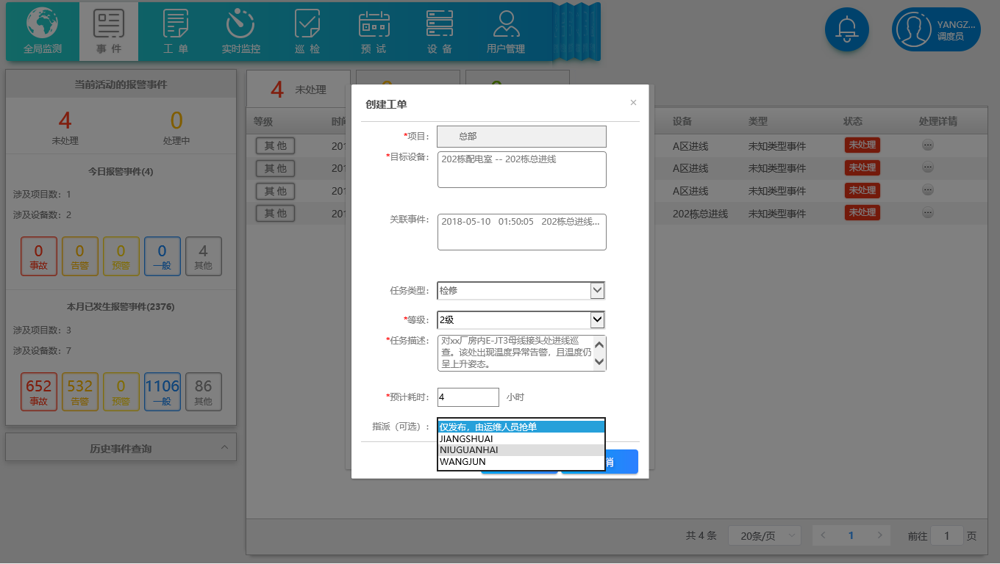 全局监测
事 件
工 单
实时监控
巡 检
预 试
设 备
用户管理
YANGZ...
调度员
当前活动的报警事件
4
未处理
0
处理中
今日报警事件(4)
涉及项目数：1
涉及设备数：2
0 事故
0 告警
0 预警
0 一般
4 其他
本月已发生报警事件(2376)
涉及项目数：3
涉及设备数：7
652 事故
532 告警
0 预警
1106 一般
86 其他
历史事件查询
4 未处理
等级
设备 类型 状态 处理详情
其 他 201 A区进线 未知类型事件 未处理
其 他 201 A区进线 未知类型事件 未处理
其 他 201 A区进线 未知类型事件 未处理
其 他 201 202栋总进线 未知类型事件 未处理
创建工单 ×
*项目： 总部
*目标设备： 202栋配电室 -- 202栋总进线
关联事件： 2018-05-10 01:50:05 202栋总进线...
任务类型： 检修
*等级： 2级
*任务描述： 对xx厂房内E-JT3母线接头处进线巡
查。该处出现温度异常告警，且温度仍
呈上升姿态。
*预计耗时： 4 小时
指派（可选）： 仅发布，由运维人员抢单
JIANGSHUAI
NIUGUANHAI
WANGJUN
消
共 4 条 20条/页 < 1 > 前往 1 页